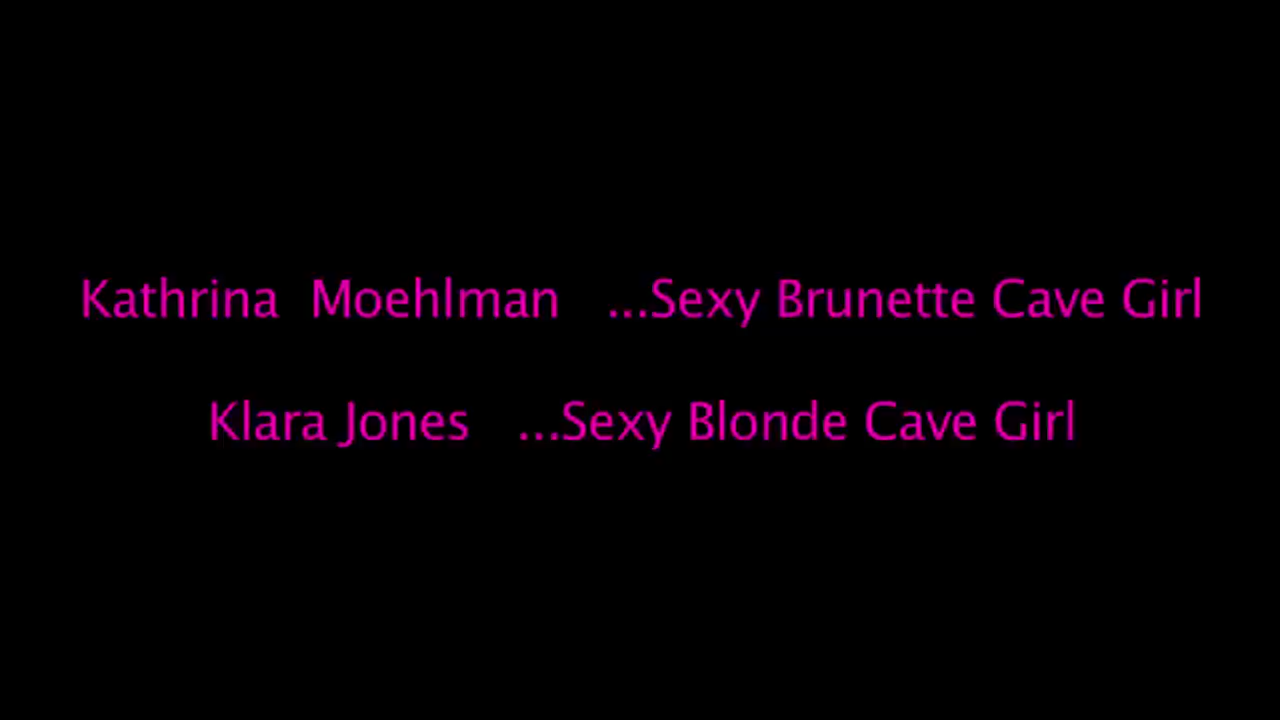 Kathrina  Moehlman   ...Sexy Brunette Cave Girl
Klara Jones   ...Sexy Blonde Cave Girl